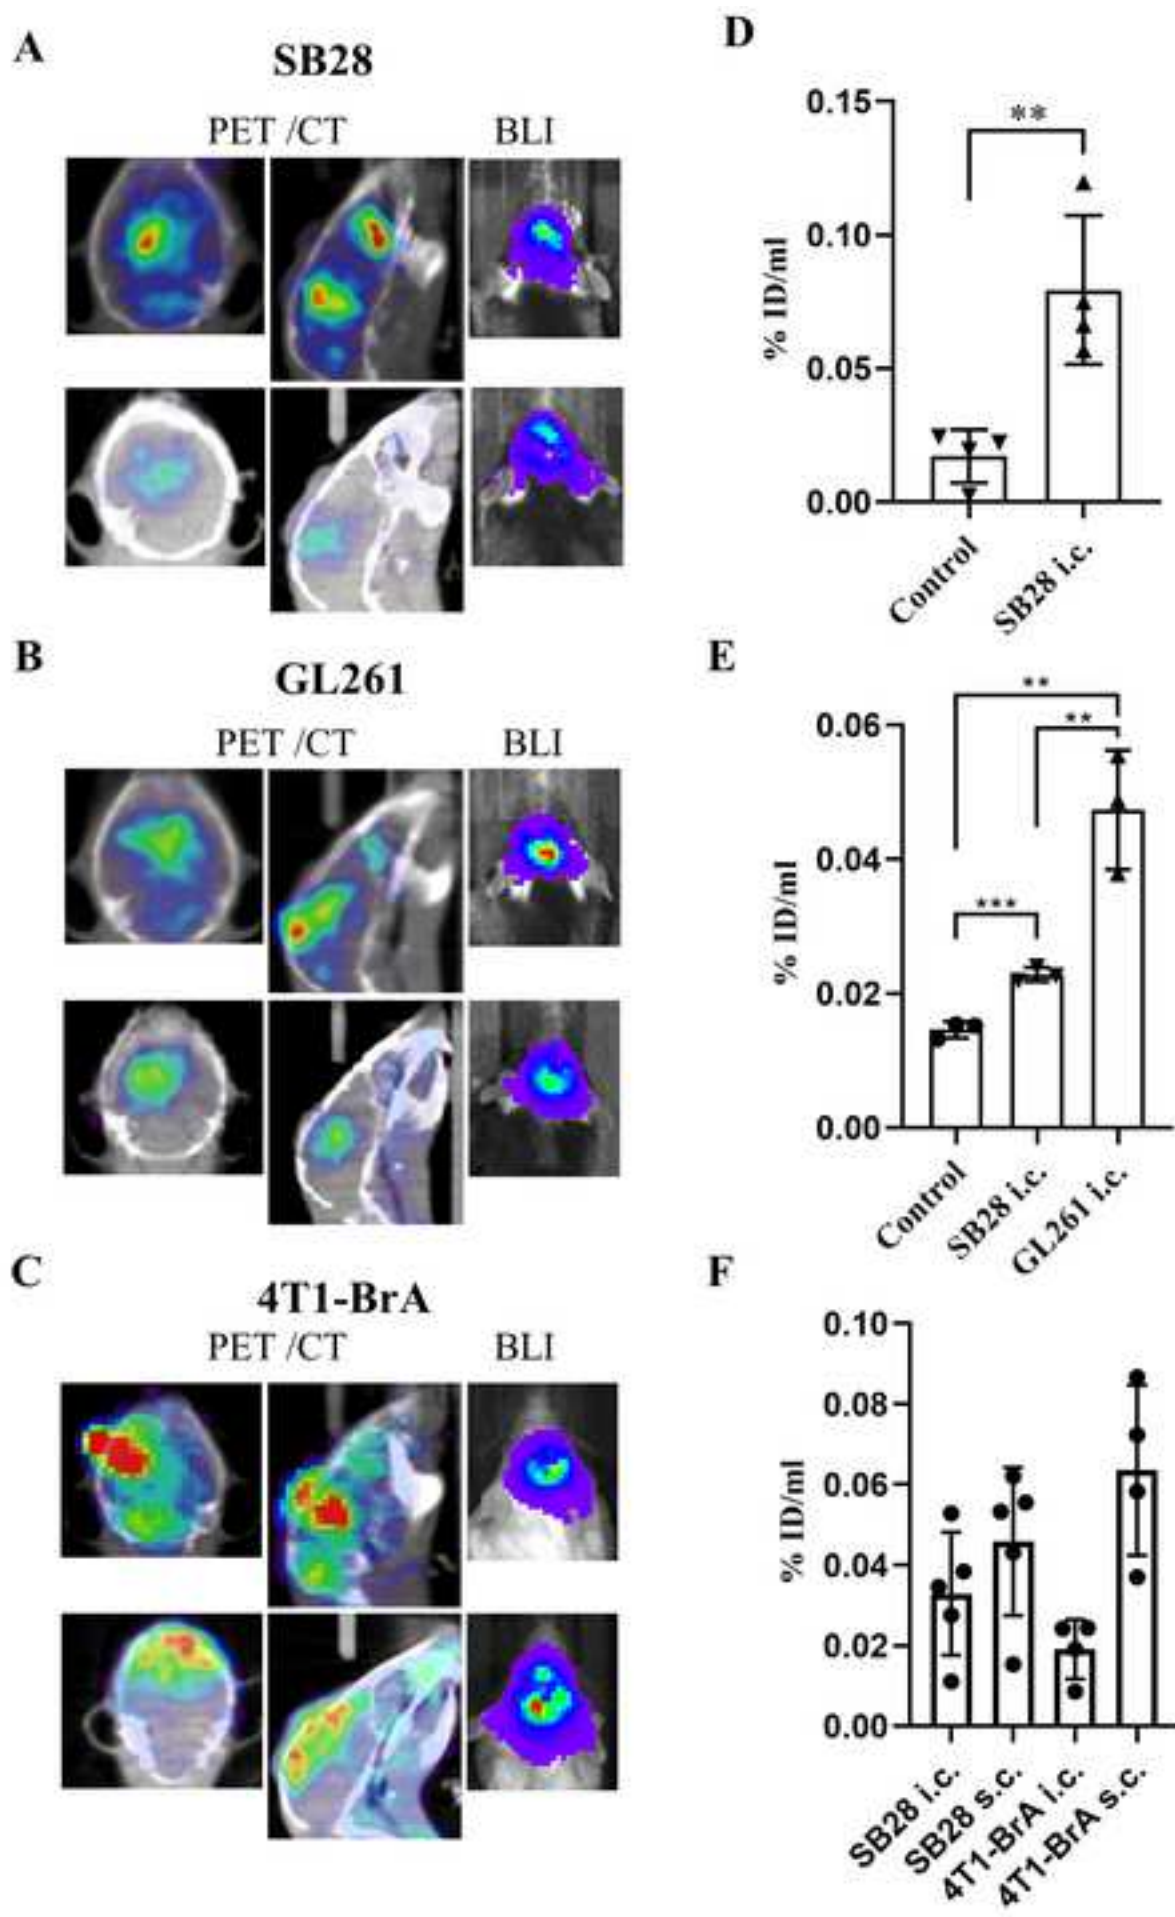 A
SB28
PET /CT
BLI
B
GL261
PET /CT
BLI
C
4T1-BrA
PET /CT
BLI
D
% ID/ml
0.15
0.10
0.05
0.00
**
Control
SB28 i.c.
E
% ID/ml
0.06
0.04
0.02
0.00
**
**
***
Control
SB28 i.c.
GL261 i.c.
F
% ID/ml
0.10
0.08
0.06
0.04
0.02
0.00
SB28 i.c.
SB28 s.c.
4T1-BrA i.c.
4T1-BrA s.c.